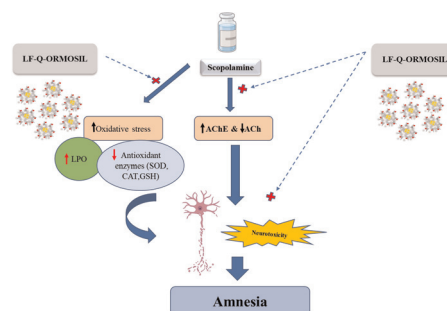 LF-Q-ORMOSIL
Scopolamine
LF-Q-ORMOSIL
↑Oxidative stress
↑AChE & ↓ACh
↑ LPO
↓ Antioxidant
enzymes (SOD,
CAT,GSH)
Neurotoxicity
Amnesia